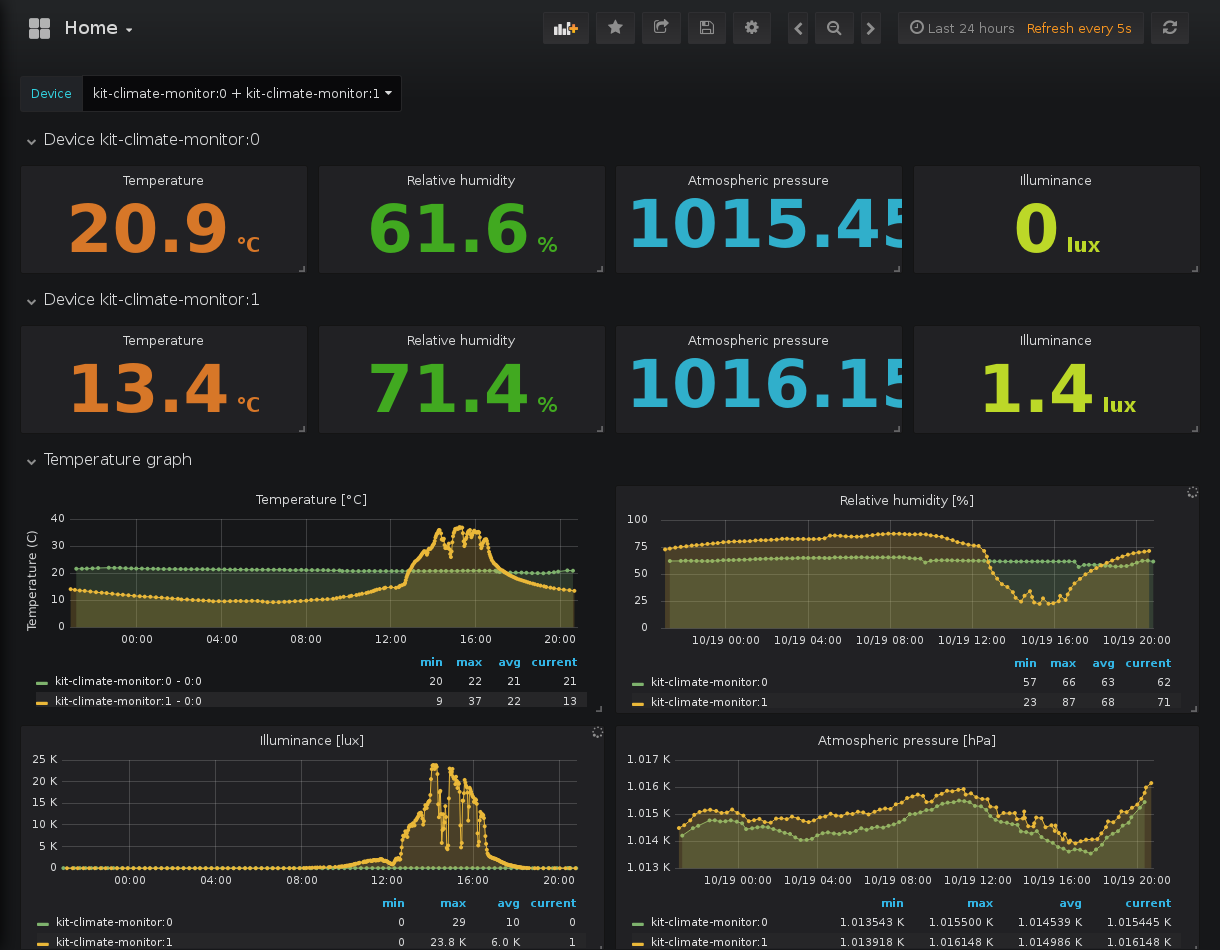 Home
Last 24 hours Refresh every 5s
Device kit-climate-monitor:0 + kit-climate-monitor:1
Device kit-climate-monitor:0
Temperature Relative humidity Atmospheric pressure Illuminance
20.9 °C 61.6 % 1015.45 0 lux
Device kit-climate-monitor:1
Temperature Relative humidity Atmospheric pressure Illuminance
13.4 °C 71.4 % 1016.15 1.4 lux
Temperature graph
Temperature [°C]
Temperature (C)
40
30
20
10
0
00:00 04:00 08:00 12:00 16:00 20:00
min max avg current
kit-climate-monitor:0 - 0:0 20 22 21 21
kit-climate-monitor:1 - 0:0 9 37 22 13
Relative humidity [%]
100
75
50
25
0
10/19 00:00 10/19 04:00 10/19 08:00 10/19 12:00 10/19 16:00 10/19 20:00
min max avg current
kit-climate-monitor:0 57 66 63 62
kit-climate-monitor:1 23 87 68 71
Illuminance [lux]
25 K
20 K
15 K
10 K
5 K
0
00:00 04:00 08:00 12:00 16:00 20:00
min max avg current
kit-climate-monitor:0 0 29 10 0
kit-climate-monitor:1 0 23.8 K 6.0 K 1
Atmospheric pressure [hPa]
1.017 K
1.016 K
1.015 K
1.014 K
1.013 K
10/19 00:00 10/19 04:00 10/19 08:00 10/19 12:00 10/19 16:00 10/19 20:00
min max avg current
kit-climate-monitor:0 1.013543 K 1.015500 K 1.014539 K 1.015445 K
kit-climate-monitor:1 1.013918 K 1.016148 K 1.014986 K 1.016148 K